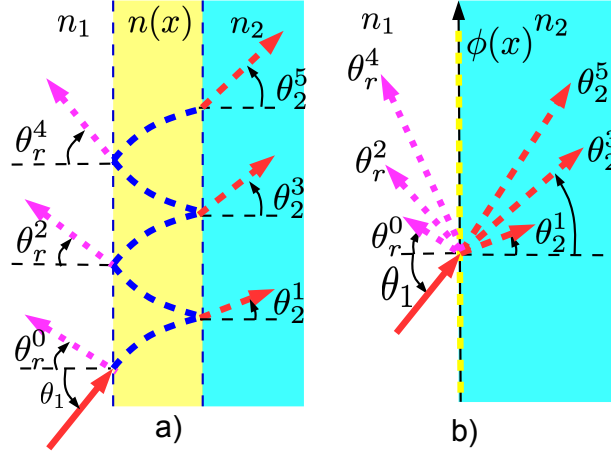 n₁ n(x) n₂
θ₂⁵
θᵣ⁴
θ₂³
θᵣ²
θ₂¹
θᵣ⁰
θ₁
a)
n₁ ϕ(x) n₂
θᵣ⁴
θ₂⁵
θᵣ²
θ₂³
θᵣ⁰
θ₂¹
θ₁
b)